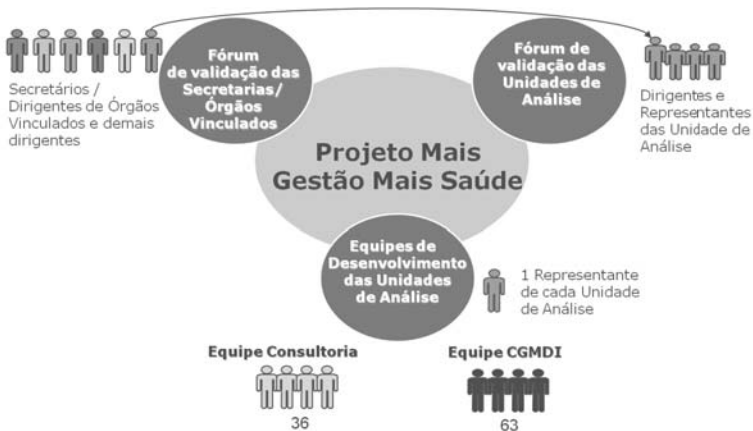 Fórum
de validação das
Secretarias/
Órgãos
Vinculados
Fórum de
validação das
Unidades de
Análise
Secretários /
Dirigentes de Órgãos
Vinculados e demais
dirigentes
Dirigentes e
Representantes
das Unidade de
Análise
Projeto Mais
Gestão Mais Saúde
Equipes de
Desenvolvimento
das Unidades
de Análise
1 Representante
de cada Unidade
de Análise
Equipe Consultoria
36
Equipe CGMDI
63